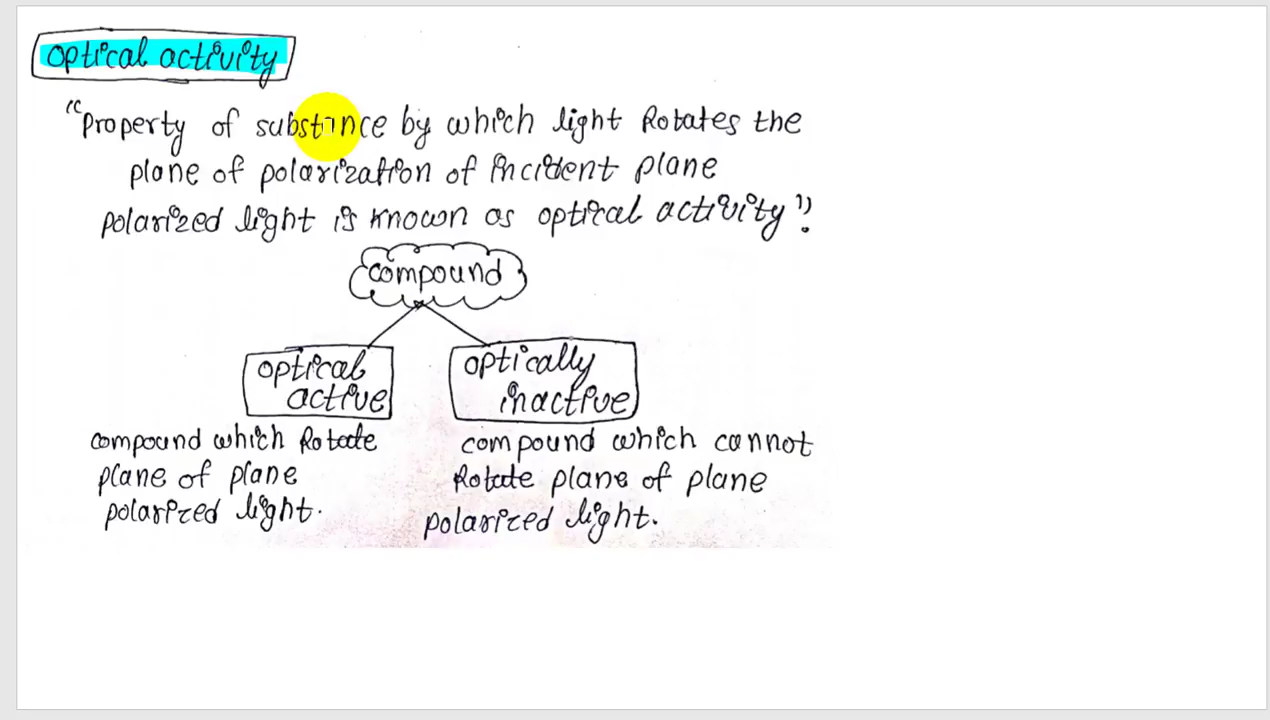 optical activity
"Property of substance by which light Rotates the
plane of polarization of incident plane
polarized light is known as optical activity".
compound
optical
active
optically
inactive
compound which Rotate
plane of plane
polarized light.
compound which cannot
Rotate plane of plane
polarized light.